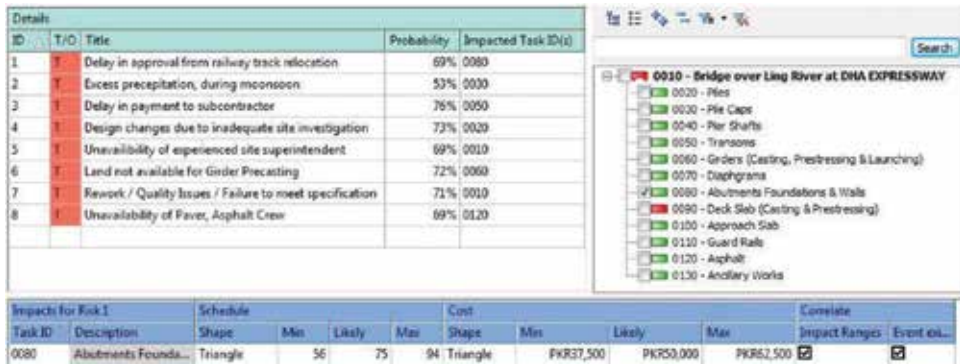 Details
ID T/O Title Probability Impacted Task ID(s)
1 T Delay in approval from railway track relocation 69% 0080
2 T Excess precepitation, during moonsoon 53% 0030
3 T Delay in payment to subcontractor 76% 0050
4 T Design changes due to inadequate site investigation 73% 0020
5 T Unavailibility of experienced site superintendent 69% 0010
6 T Land not available for Girder Precasting 72% 0060
7 T Rework / Quality Issues / Failure to meet specification 71% 0010
8 T Unavailability of Paver, Asphalt Crew 69% 0120
Search
0010 - Bridge over Ling River at DHA EXPRESSWAY
0020 - Piles
0030 - Pile Caps
0040 - Pier Shafts
0050 - Transoms
0060 - Girders (Casting, Prestressing & Launching)
0070 - Diaphgrams
0080 - Abutments Foundations & Walls
0090 - Deck Slab (Casting & Prestressing)
0100 - Approach Slab
0110 - Guard Rails
0120 - Asphalt
0130 - Ancillary Works
Impacts for Risk 1 Schedule Cost Correlate
Task ID Description Shape Min Likely Max Shape Min Likely Max Impact Ranges Event exi...
0080 Abutments Founda... Triangle 56 75 94 Triangle PKR37,500 PKR50,000 PKR62,500